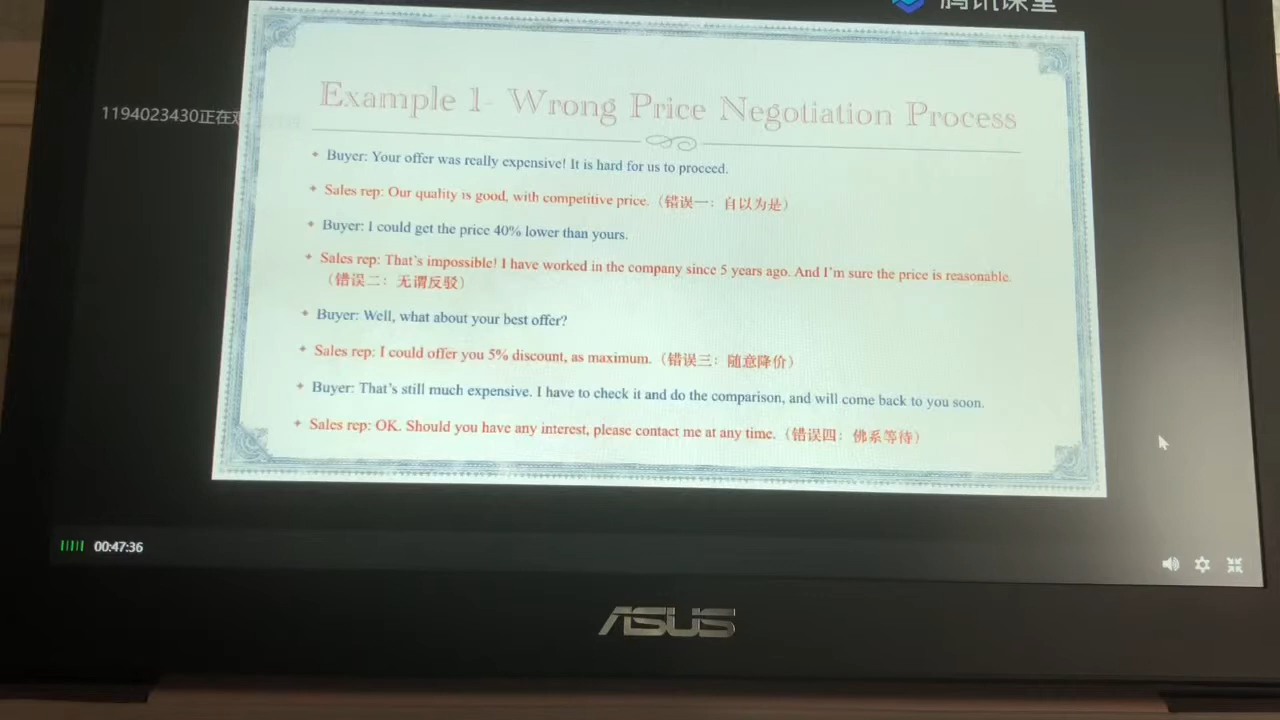 腾讯课堂
1194023430正在观
Example 1- Wrong Price Negotiation Process
Buyer: Your offer was really expensive! It is hard for us to proceed.
Sales rep: Our quality is good, with competitive price.（错误一：自以为是）
Buyer: I could get the price 40% lower than yours.
Sales rep: That's impossible! I have worked in the company since 5 years ago. And I'm sure the price is reasonable.
（错误二：无谓反驳）
Buyer: Well, what about your best offer?
Sales rep: I could offer you 5% discount, as maximum.（错误三：随意降价）
Buyer: That's still much expensive. I have to check it and do the comparison, and will come back to you soon.
Sales rep: OK. Should you have any interest, please contact me at any time.（错误四：佛系等待）
00:47:36
ASUS